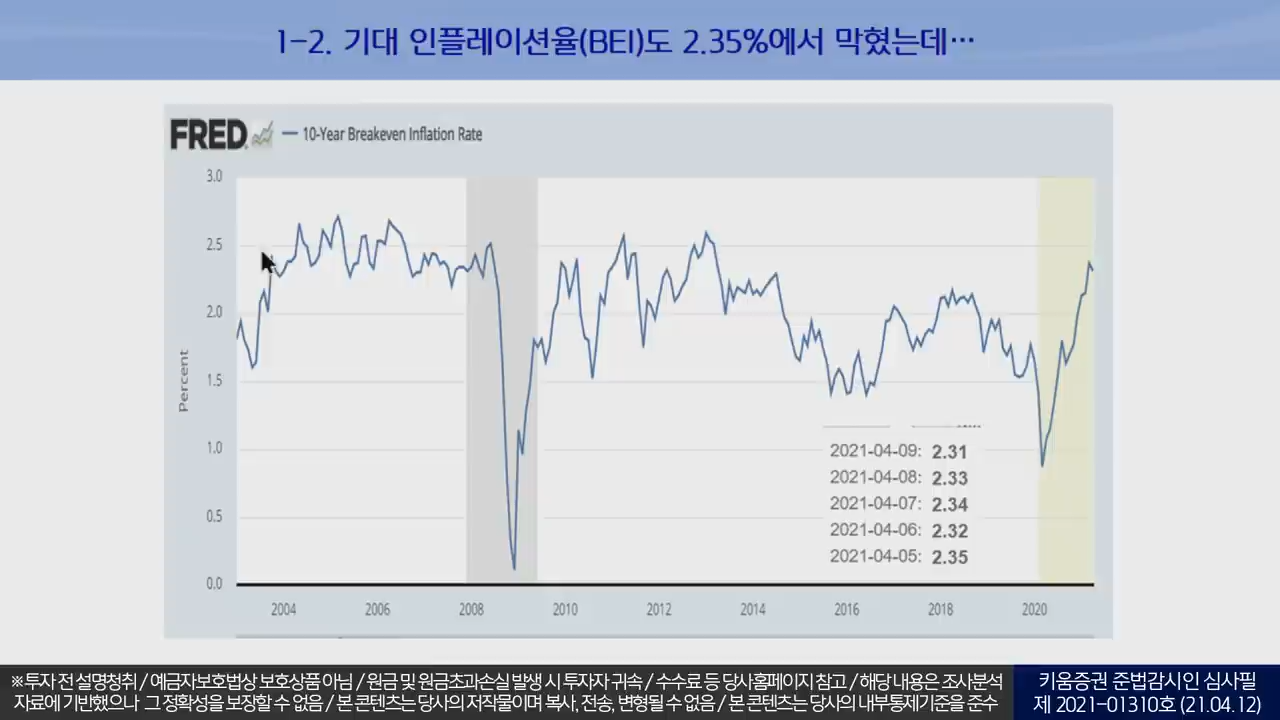 1-2. 기대 인플레이션율(BEI)도 2.35%에서 막혔는데…
FRED
10-Year Breakeven Inflation Rate
3.0
2.5
2.0
1.5
1.0
0.5
0.0
Percent
2004 2006 2008 2010 2012 2014 2016 2018 2020
2021-04-09: 2.31
2021-04-08: 2.33
2021-04-07: 2.34
2021-04-06: 2.32
2021-04-05: 2.35
※투자 전 설명청취 / 예금자보호법상 보호상품 아님 / 원금 및 원금초과손실 발생 시 투자자 귀속 / 수수료 등 당사홈페이지 참고 / 해당 내용은 조사분석
자료에 기반했으나 그 정확성을 보장할 수 없음 / 본 콘텐츠는 당사의 저작물이며 복사, 전송, 변형될 수 없음 / 본 콘텐츠는 당사의 내부통제기준을 준수
키움증권 준법감시인 심사필
제 2021-01310호 (21.04.12)